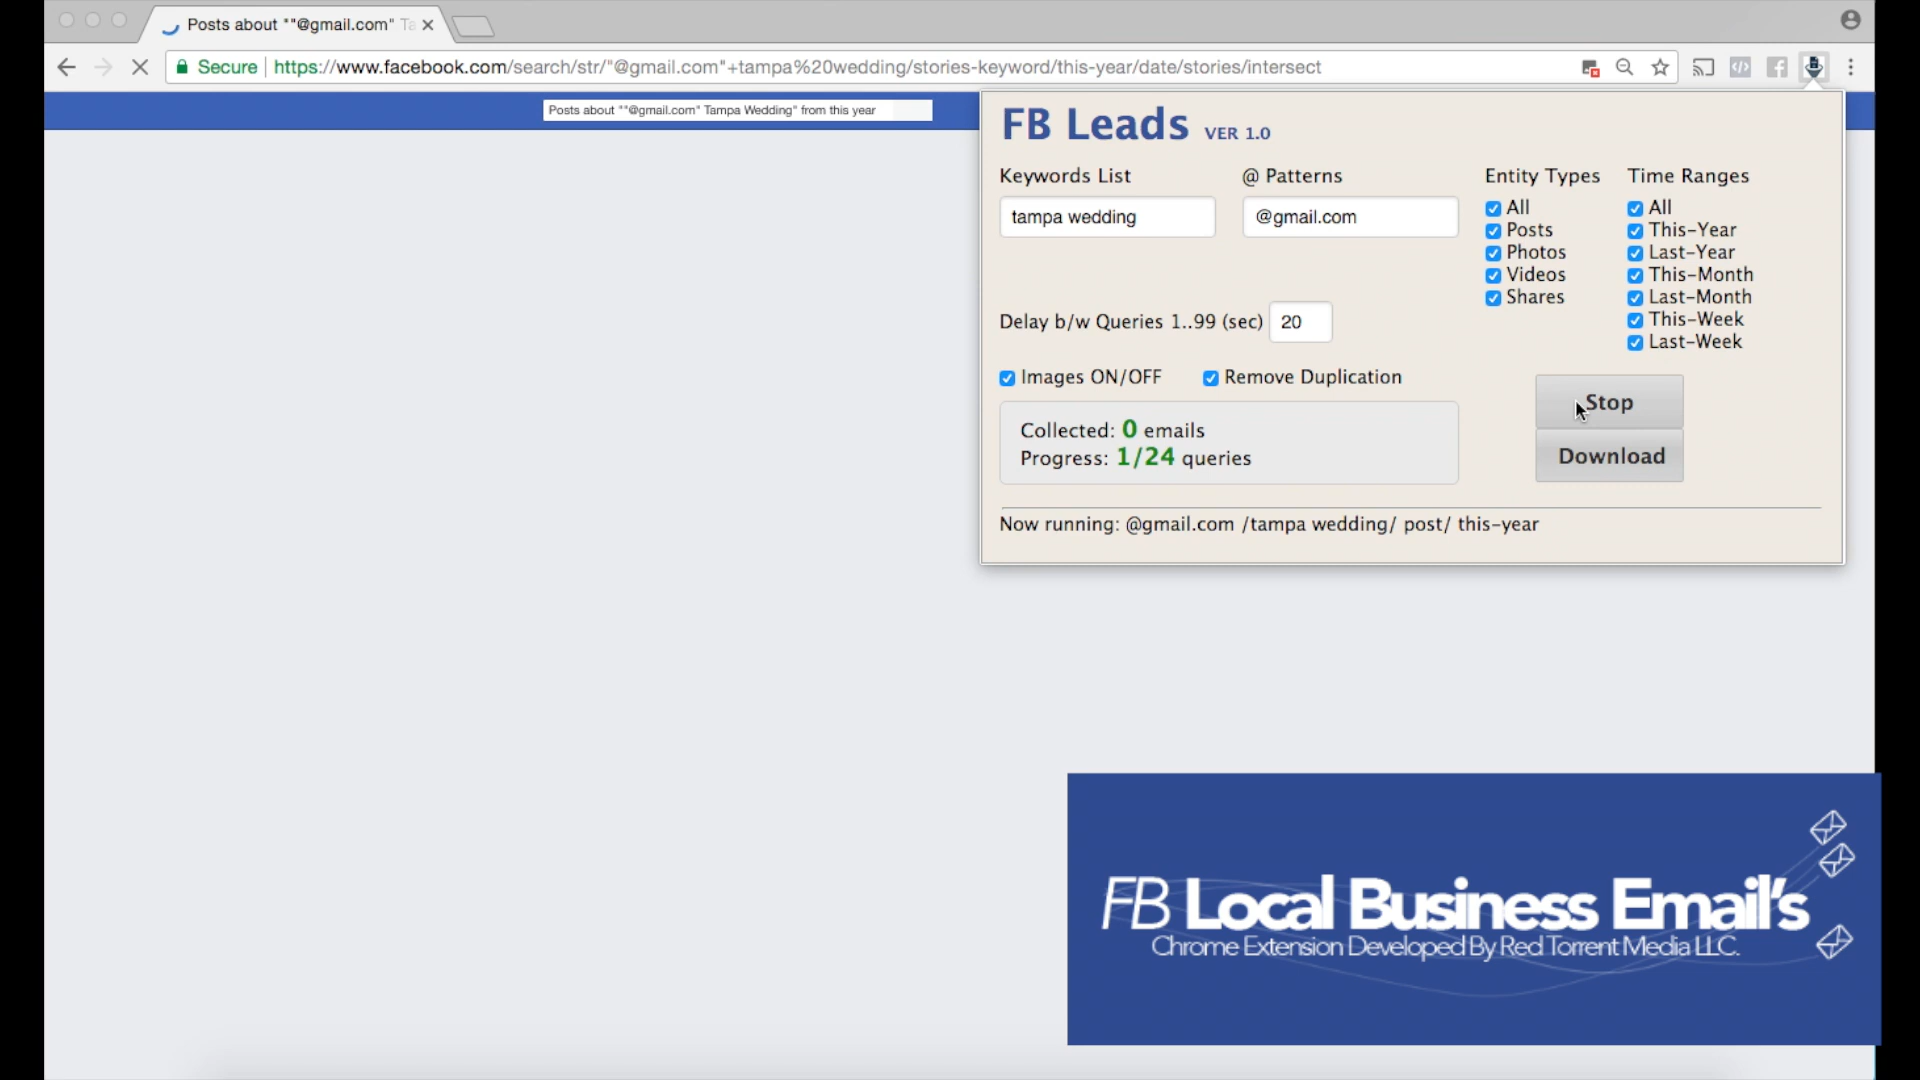 Posts about ""@gmail.com" Ta
Secure | https://www.facebook.com/search/str/"@gmail.com"+tampa%20wedding/stories-keyword/this-year/date/stories/intersect
Posts about ""@gmail.com" Tampa Wedding" from this year
FB Leads VER 1.0
Keywords List @ Patterns Entity Types Time Ranges
tampa wedding @gmail.com
All All
Posts This-Year
Photos Last-Year
Videos This-Month
Shares Last-Month
This-Week
Last-Week
Delay b/w Queries 1..99 (sec) 20
Images ON/OFF Remove Duplication
Stop
Collected: 0 emails
Progress: 1/24 queries
Download
Now running: @gmail.com /tampa wedding/ post/ this-year
FB Local Business Email's
Chrome Extension Developed By Red Torrent Media LLC.